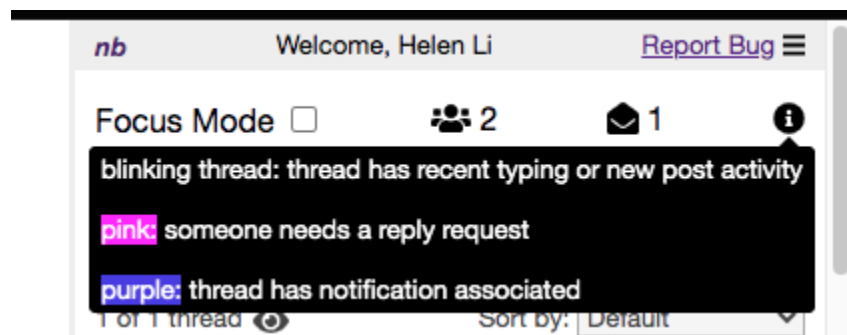 nb Welcome, Helen Li Report Bug
Focus Mode 2 1
blinking thread: thread has recent typing or new post activity
pink: someone needs a reply request
purple: thread has notification associated
1 of 1 thread Sort by: Default